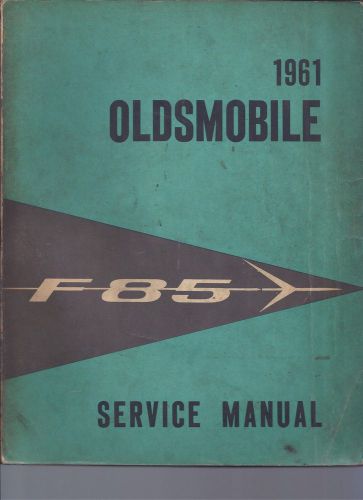 1961
OLDSMOBILE
F-85
SERVICE MANUAL